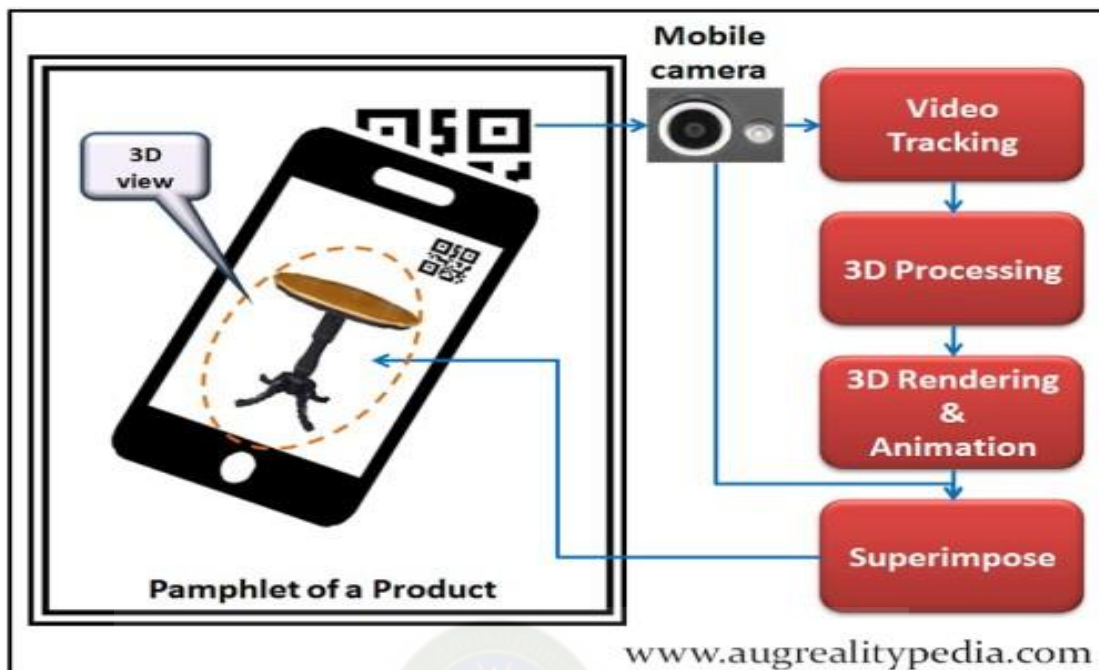 Mobile
camera
3D
view
Video
Tracking
3D Processing
3D Rendering
&
Animation
Superimpose
Pamphlet of a Product
www.augrealitypedia.com